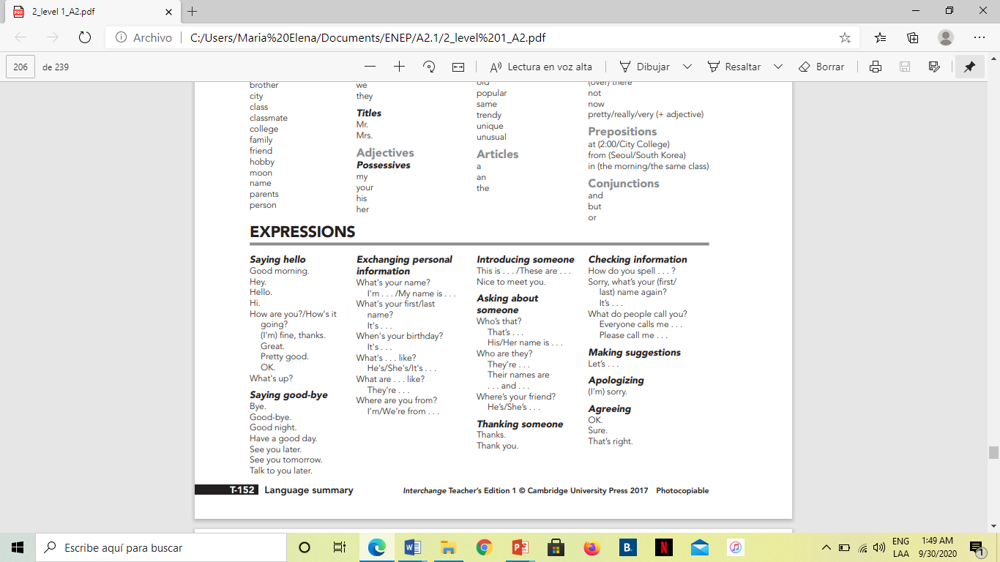 2_level 1_A2.pdf
Archivo
C:/Users/Maria%20Elena/Documents/ENEP/A2.1/2_level%201_A2.pdf
206 de 239
Lectura en voz alta
Dibujar
Resaltar
Borrar
brother
city
class
classmate
college
family
friend
hobby
moon
name
parents
person
we
they
Titles
Mr.
Mrs.
Adjectives
Possessives
my
your
his
her
old
popular
same
trendy
unique
unusual
Articles
a
an
the
(over) there
not
now
pretty/really/very (+ adjective)
Prepositions
at (2:00/City College)
from (Seoul/South Korea)
in (the morning/the same class)
Conjunctions
and
but
or
EXPRESSIONS
Saying hello
Good morning.
Hey.
Hello.
Hi.
How are you?/How's it
going?
(I'm) fine, thanks.
Great.
Pretty good.
OK.
What's up?
Saying good-bye
Bye.
Good-bye.
Good night.
Have a good day.
See you later.
See you tomorrow.
Talk to you later.
Exchanging personal
information
What's your name?
I'm . . . /My name is . . .
What's your first/last
name?
It's . . .
When's your birthday?
It's . . .
What's . . . like?
He's/She's/It's . . .
What are . . . like?
They're . . .
Where are you from?
I'm/We're from . . .
Introducing someone
This is . . . /These are . . .
Nice to meet you.
Asking about
someone
Who's that?
That's . . .
His/Her name is . . .
Who are they?
They're . . .
Their names are
. . . and . . .
Where's your friend?
He's/She's . . .
Thanking someone
Thanks.
Thank you.
Checking information
How do you spell . . . ?
Sorry, what's your (first/
last) name again?
It's . . .
What do people call you?
Everyone calls me . . .
Please call me . . .
Making suggestions
Let's . . .
Apologizing
(I'm) sorry.
Agreeing
OK.
Sure.
That's right.
T-152 Language summary
Interchange Teacher's Edition 1 © Cambridge University Press 2017 Photocopiable
Escribe aquí para buscar
ENG
LAA
1:49 AM
9/30/2020